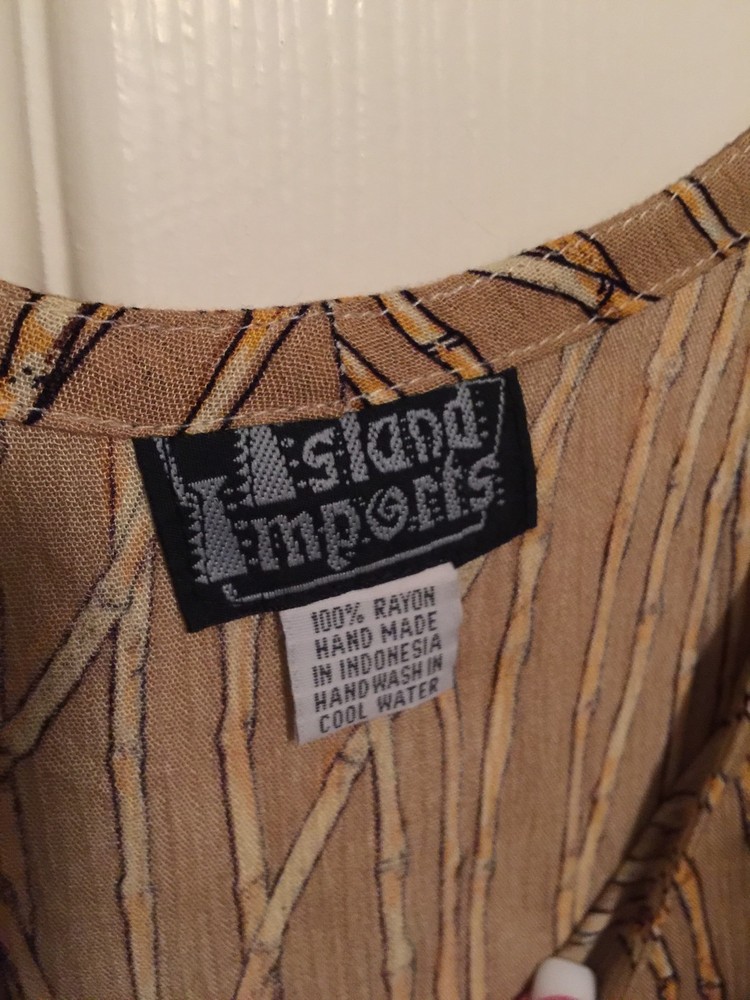 Island
Imports
100% RAYON
HAND MADE
IN INDONESIA
HANDWASH IN
COOL WATER